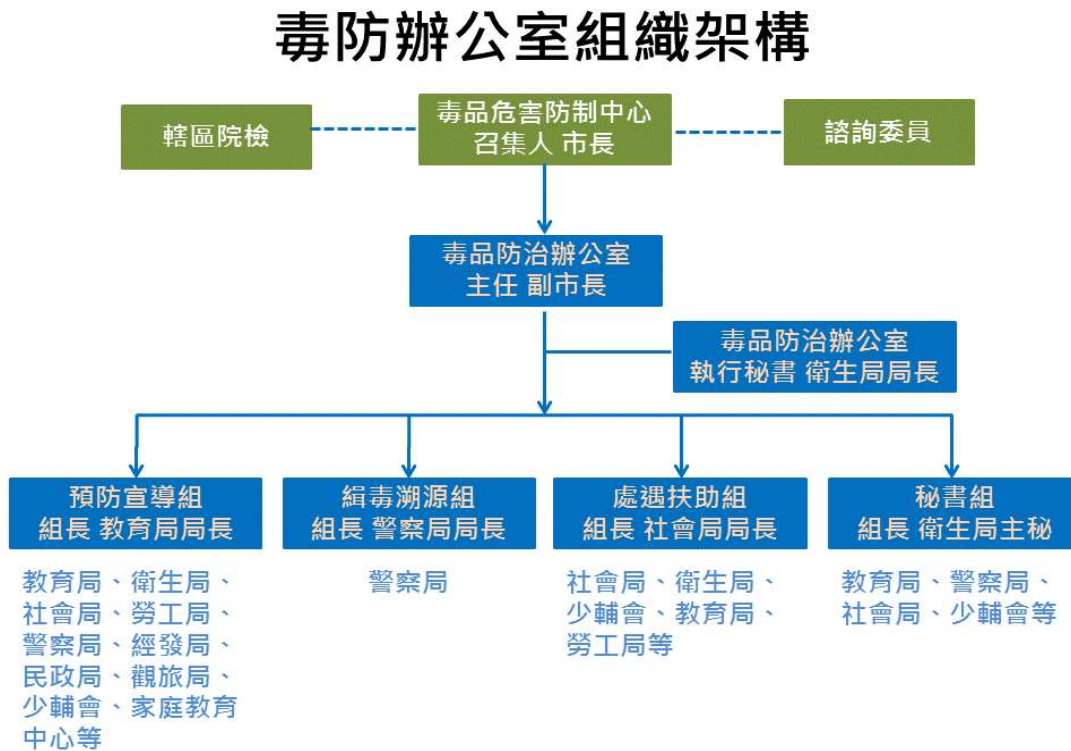 毒防辦公室組織架構
轄區院檢
毒品危害防制中心
召集人 市長
諮詢委員
毒品防治辦公室
主任 副市長
毒品防治辦公室
執行秘書 衛生局局長
預防宣導組
組長 教育局局長
緝毒溯源組
組長 警察局局長
處遇扶助組
組長 社會局局長
秘書組
組長 衛生局主秘
教育局、衛生局、
社會局、勞工局、
警察局、經發局、
民政局、觀旅局、
少輔會、家庭教育
中心等
警察局
社會局、衛生局、
少輔會、教育局、
勞工局等
教育局、警察局、
社會局、少輔會等